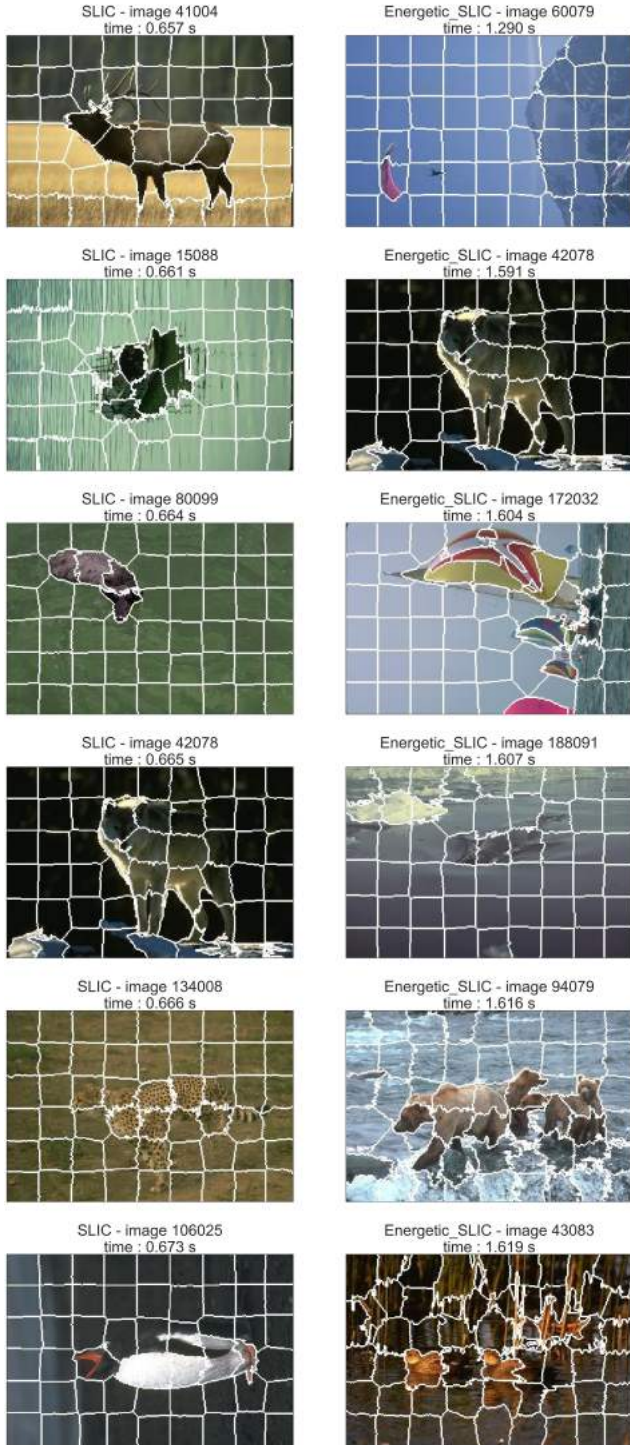 SLIC - image 41004
time : 0.657 s
Energetic_SLIC - image 60079
time : 1.290 s
SLIC - image 15088
time : 0.661 s
Energetic_SLIC - image 42078
time : 1.591 s
SLIC - image 80099
time : 0.664 s
Energetic_SLIC - image 172032
time : 1.604 s
SLIC - image 42078
time : 0.665 s
Energetic_SLIC - image 188091
time : 1.607 s
SLIC - image 134008
time : 0.666 s
Energetic_SLIC - image 94079
time : 1.616 s
SLIC - image 106025
time : 0.673 s
Energetic_SLIC - image 43083
time : 1.619 s